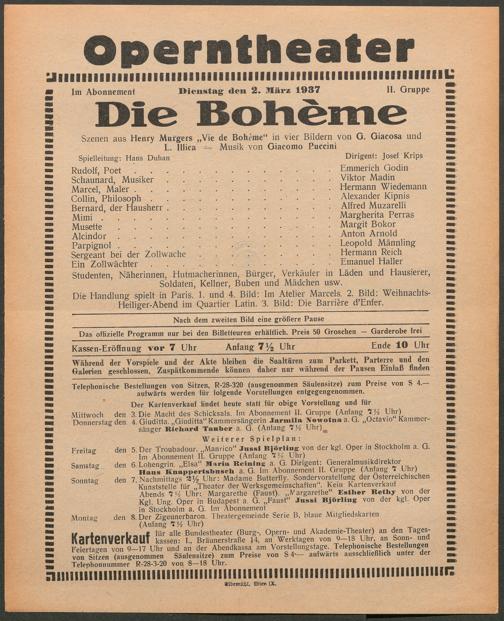 Operntheater
Im Abonnement Dienstag den 2. März 1937 II. Gruppe
Die Bohème
Szenen aus Henry Murgers „Vie de Bohème" in vier Bildern von G. Giacosa und
L. Illica — Musik von Giacomo Puccini
Spielleitung: Hans Duhan Dirigent: Josef Krips
Rudolf, Poet . . . Emmerich Godin
Schaunard, Musiker . . . Viktor Madin
Marcel, Maler . . . Hermann Wiedemann
Collin, Philosoph . . . Alexander Kipnis
Bernard, der Hausherr . . . Alfred Muzarelli
Mimi . . . Margherita Perras
Musette . . . Margit Bokor
Alcindor . . . Anton Arnold
Parpignol . . . Leopold Männling
Sergeant bei der Zollwache . . . Hermann Reich
Ein Zollwächter . . . Emanuel Haller
Studenten, Näherinnen, Hutmacherinnen, Bürger, Verkäufer in Läden und Hausierer,
Soldaten, Kellner, Buben und Mädchen usw.
Die Handlung spielt in Paris. 1. und 4. Bild: Im Atelier Marcels. 2. Bild: Weihnachts-
Heiliger-Abend im Quartier Latin. 3. Bild: Die Barrière d'Enfer.
Nach dem zweiten Bild eine größere Pause
Das offizielle Programm nur bei den Billetteuren erhältlich. Preis 50 Groschen — Garderobe frei
Kassen-Eröffnung vor 7 Uhr Anfang 7½ Uhr Ende 10 Uhr
Während der Vorspiele und der Akte bleiben die Saaltüren zum Parkett, Parterre und den
Galerien geschlossen. Zuspätkommende können daher nur während der Pausen Einlaß finden
Telephonische Bestellungen von Sitzen, R-28-320 (ausgenommen Säulensitze) zum Preise von S 4.—
aufwärts werden für folgende Vorstellungen entgegengenommen.
Der Kartenverkauf findet heute statt für obige Vorstellung und für
Mittwoch den 3. Die Macht des Schicksals. Im Abonnement II. Gruppe (Anfang 7½ Uhr)
Donnerstag den 4. Giuditta. „Giuditta" Kammersängerin Jarmila Novotna a. G. „Octavio" Kammer-
sänger Richard Tauber a. G. (Anfang 7½ Uhr)
Weiterer Spielplan:
Freitag den 5. Der Troubadour. „Manrico" Jussi Björling von der kgl. Oper in Stockholm a. G.
Im Abonnement II. Gruppe (Anfang 7½ Uhr)
Samstag den 6. Lohengrin. „Elsa" Maria Reining a. G. Dirigent: Generalmusikdirektor
Hans Knappertsbusch a. G. Im Abonnement II. Gruppe (Anfang 7 Uhr)
Sonntag den 7. Nachmittags 2½ Uhr: Madame Butterfly. Sondervorstellung der Österreichischen
Kunststelle für „Theater der Werksgemeinschaften". Kein Kartenverkauf
Abends 7½ Uhr: Margarethe (Faust). „Margarethe" Esther Rethy von der
Kgl. Ung. Oper in Budapest a. G. „Faust" Jussi Björling von der kgl. Oper
in Stockholm a. G. Im Abonnement
Montag den 8. Der Zigeunerbaron. Theatergemeinde Serie B, blaue Mitgliedskarten
(Anfang 7½ Uhr)
Kartenverkauf für alle Bundestheater (Burg-, Opern- und Akademie-Theater) an den Tages-
kassen: I., Bräunerstraße 14, an Werktagen von 9—18 Uhr, an Sonn- und
Feiertagen von 9—17 Uhr und an der Abendkassa am Vorstellungstage. Telephonische Bestellungen
von Sitzen (ausgenommen Säulensitze) zum Preise von S 4— aufwärts ausschließlich unter der
Telephonnummer R-28-3-20 von 8—18 Uhr.
Elbemühl, Wien IX.